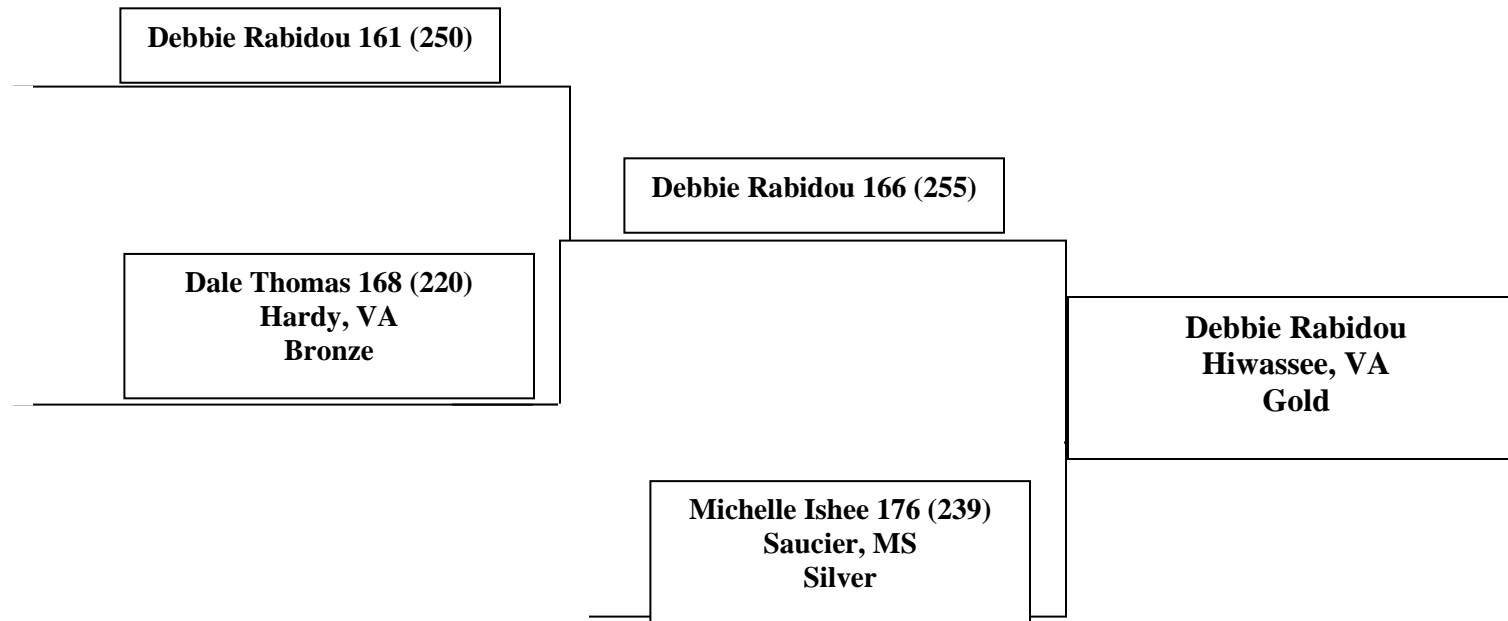 Debbie Rabidou 161 (250)
Debbie Rabidou 166 (255)
Dale Thomas 168 (220)
Hardy, VA
Bronze
Debbie Rabidou
Hiwassee, VA
Gold
Michelle Ishee 176 (239)
Saucier, MS
Silver